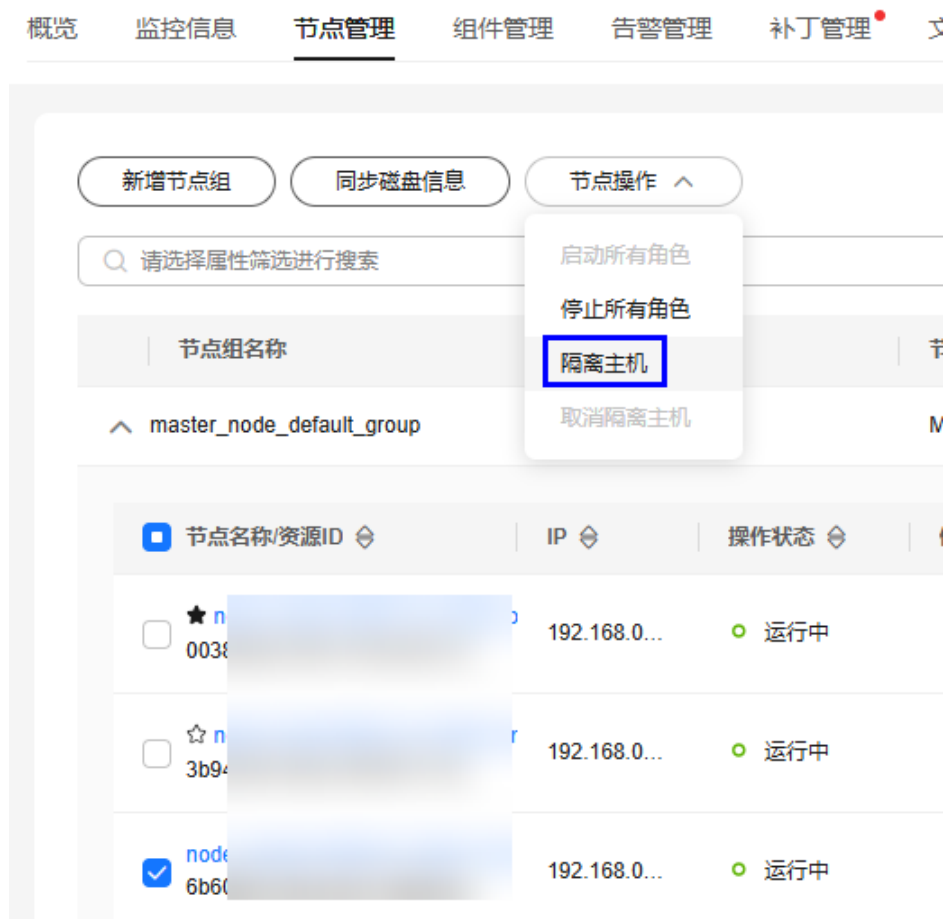 概览 监控信息 节点管理 组件管理 告警管理 补丁管理
新增节点组 同步磁盘信息 节点操作
请选择属性筛选进行搜索
启动所有角色
停止所有角色
隔离主机
取消隔离主机
节点组名称
master_node_default_group
节点名称/资源ID IP 操作状态
192.168.0... 运行中
003
192.168.0... 运行中
3b9
node 192.168.0... 运行中
6b6